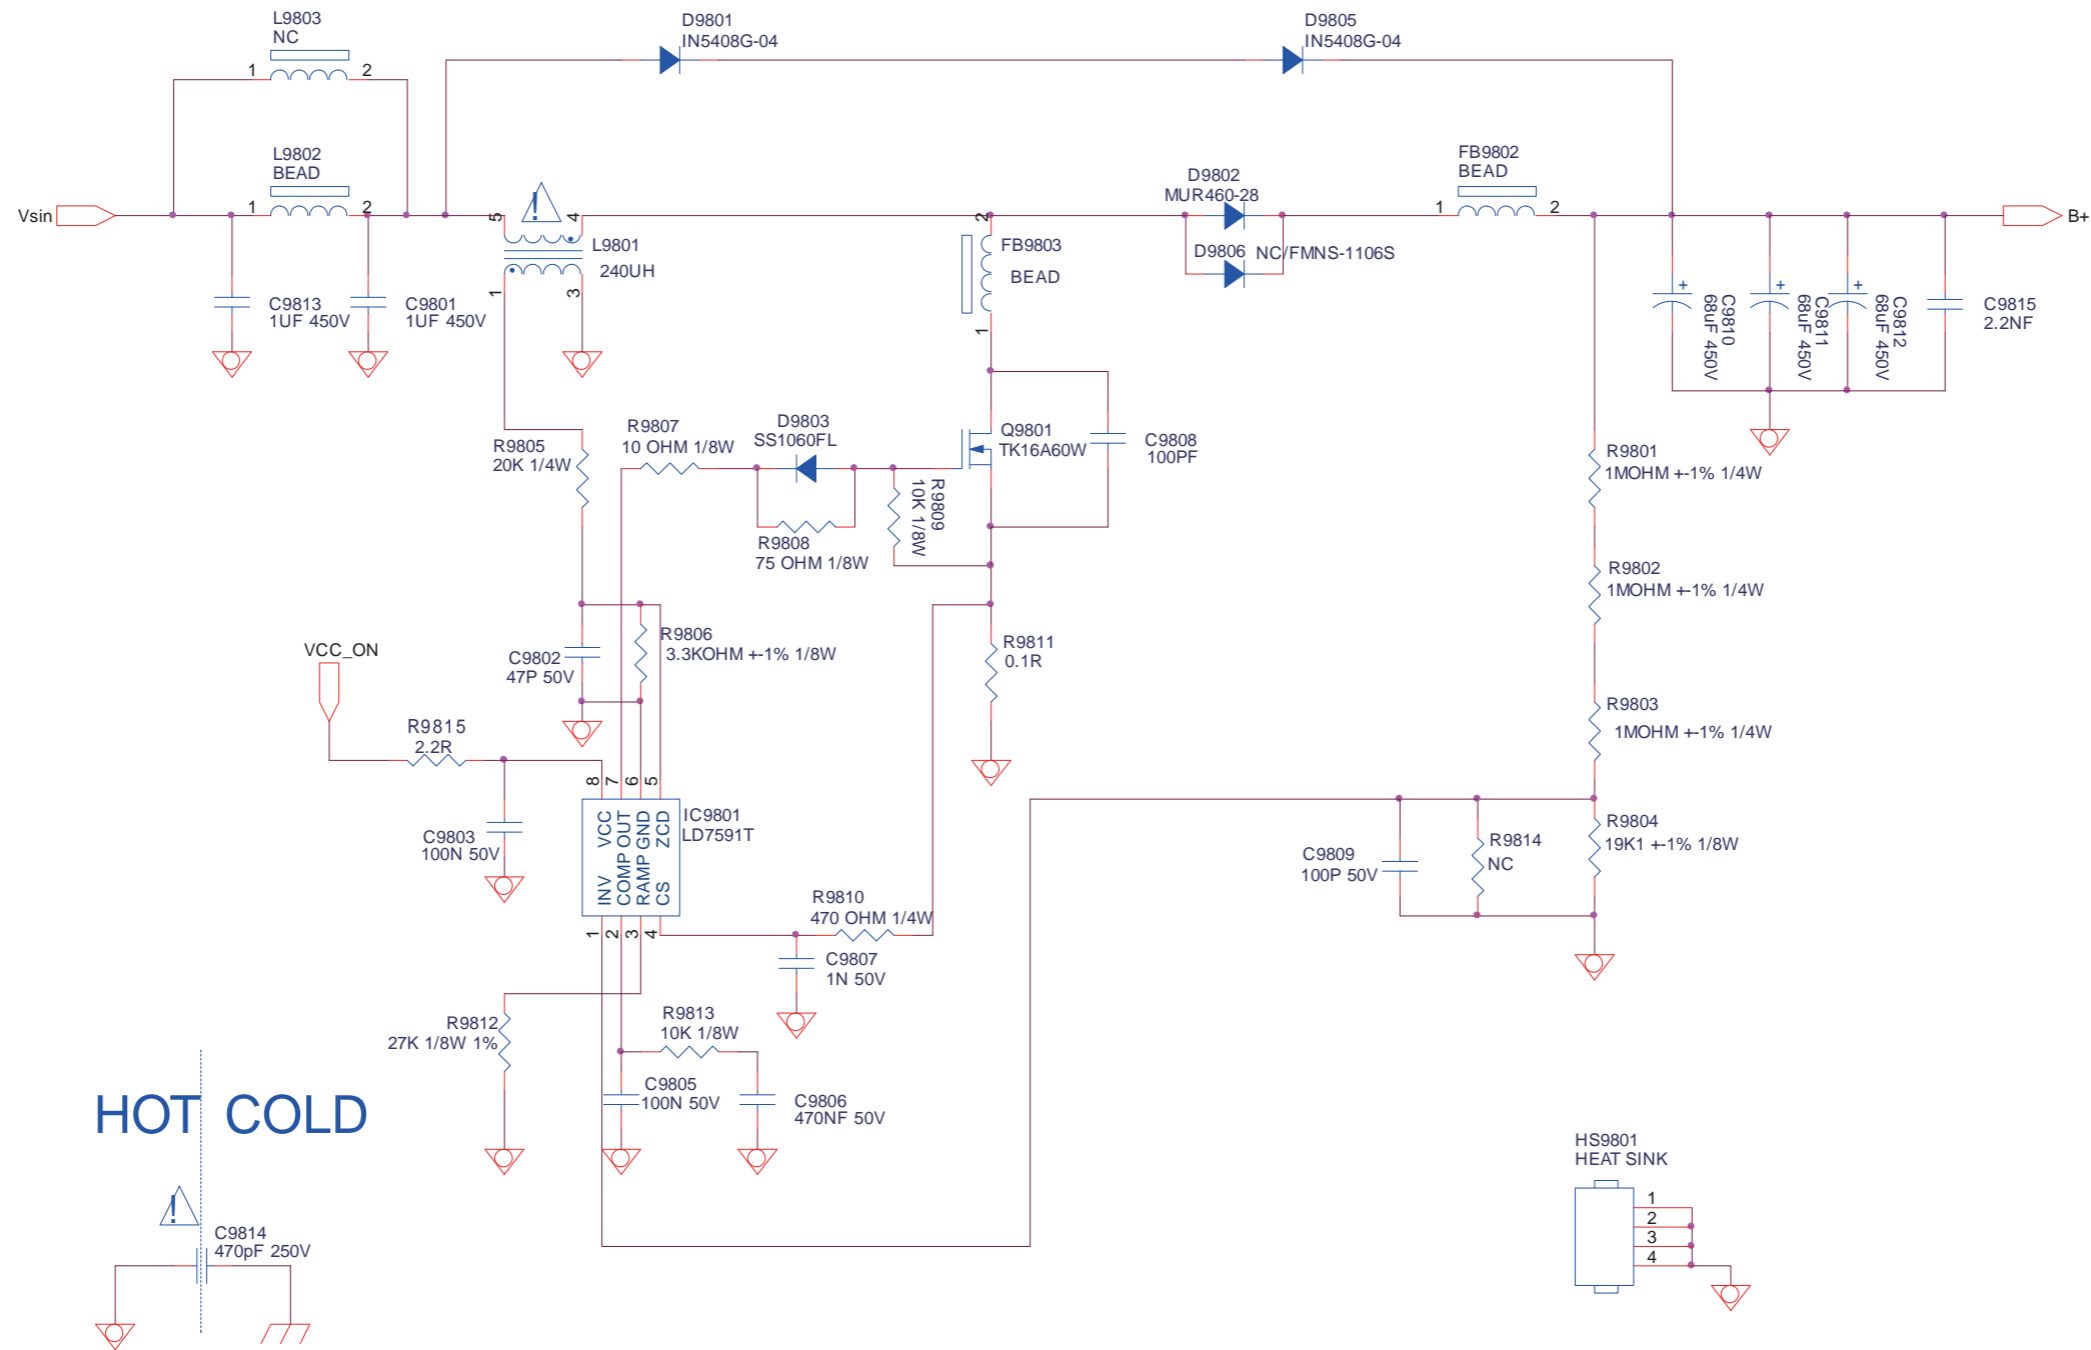 L9803
NC
1
2
D9801
IN5408G-04
D9805
IN5408G-04
L9802
BEAD
1
2
Vsin
C9813
1UF 450V
C9801
1UF 450V
5
4
!
L9801
240UH
1
3
2
FB9803
BEAD
1
D9802
MUR460-28
D9806
NC/FMNS-1106S
FB9802
BEAD
1
2
B+
+
C9810
68uF 450V
+
C9811
68uF 450V
+
C9812
68uF 450V
C9815
2.2NF
R9805
20K 1/4W
R9807
10 OHM 1/8W
D9803
SS1060FL
R9808
75 OHM 1/8W
R9809
10K 1/8W
Q9801
TK16A60W
C9808
100PF
R9801
1MOHM +-1% 1/4W
R9802
1MOHM +-1% 1/4W
R9803
1MOHM +-1% 1/4W
VCC_ON
C9802
47P 50V
R9806
3.3KOHM +-1% 1/8W
R9811
0.1R
R9815
2.2R
C9803
100N 50V
8
7
6
5
IC9801
LD7591T
INV VCC
COMP OUT
RAMP GND
CS ZCD
1
2
3
4
R9810
470 OHM 1/4W
C9807
1N 50V
C9809
100P 50V
R9814
NC
R9804
19K1 +-1% 1/8W
R9812
27K 1/8W 1%
R9813
10K 1/8W
C9805
100N 50V
C9806
470NF 50V
HOT COLD
!
C9814
470pF 250V
HS9801
HEAT SINK
1
2
3
4